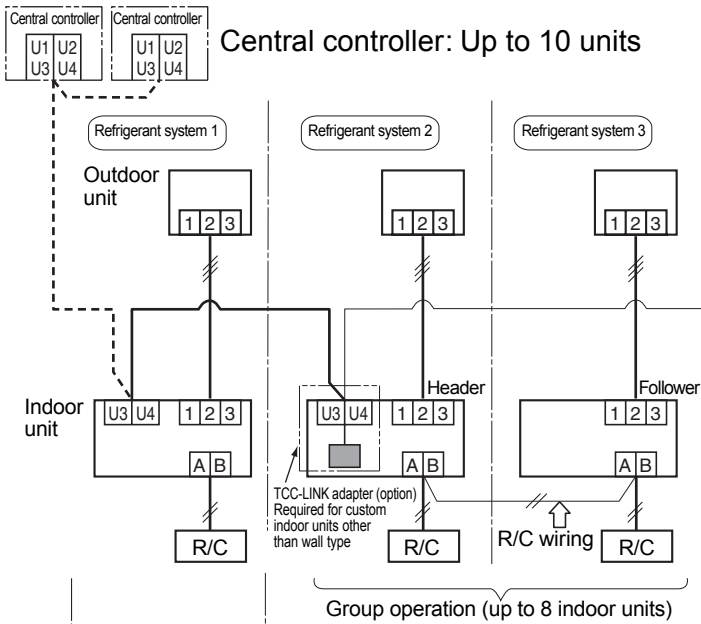 Central controller
Central controller
U1 U2
U3 U4
U1 U2
U3 U4
Central controller: Up to 10 units
Refrigerant system 1
Refrigerant system 2
Refrigerant system 3
Outdoor
unit
1 2 3
1 2 3
1 2 3
Header
Follower
Indoor
unit
U3 U4
1 2 3
U3 U4
1 2 3
1 2 3
A B
A B
A B
TCC-LINK adapter (option)
Required for custom
indoor units other
than wall type
R/C wiring
R/C
R/C
R/C
Group operation (up to 8 indoor units)